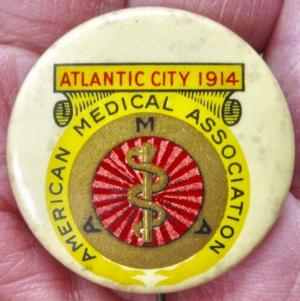 ATLANTIC CITY 1914
AMERICAN MEDICAL ASSOCIATION
A M A